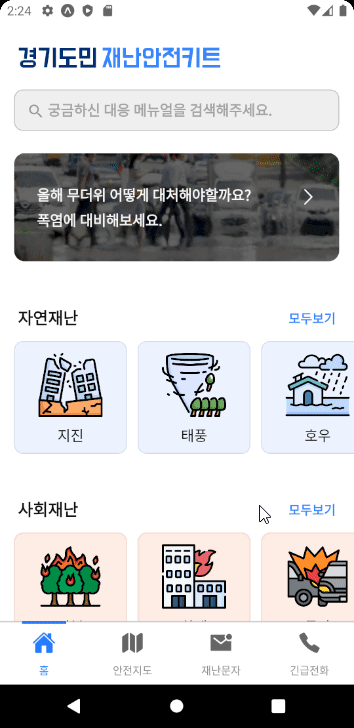 2:24
경기도민 재난안전키트
궁금하신 대응 메뉴얼을 검색해주세요.
올해 무더위 어떻게 대처해야할까요?
폭염에 대비해보세요.
자연재난 모두보기
지진 태풍 호우
사회재난 모두보기
홈 안전지도 재난문자 긴급전화